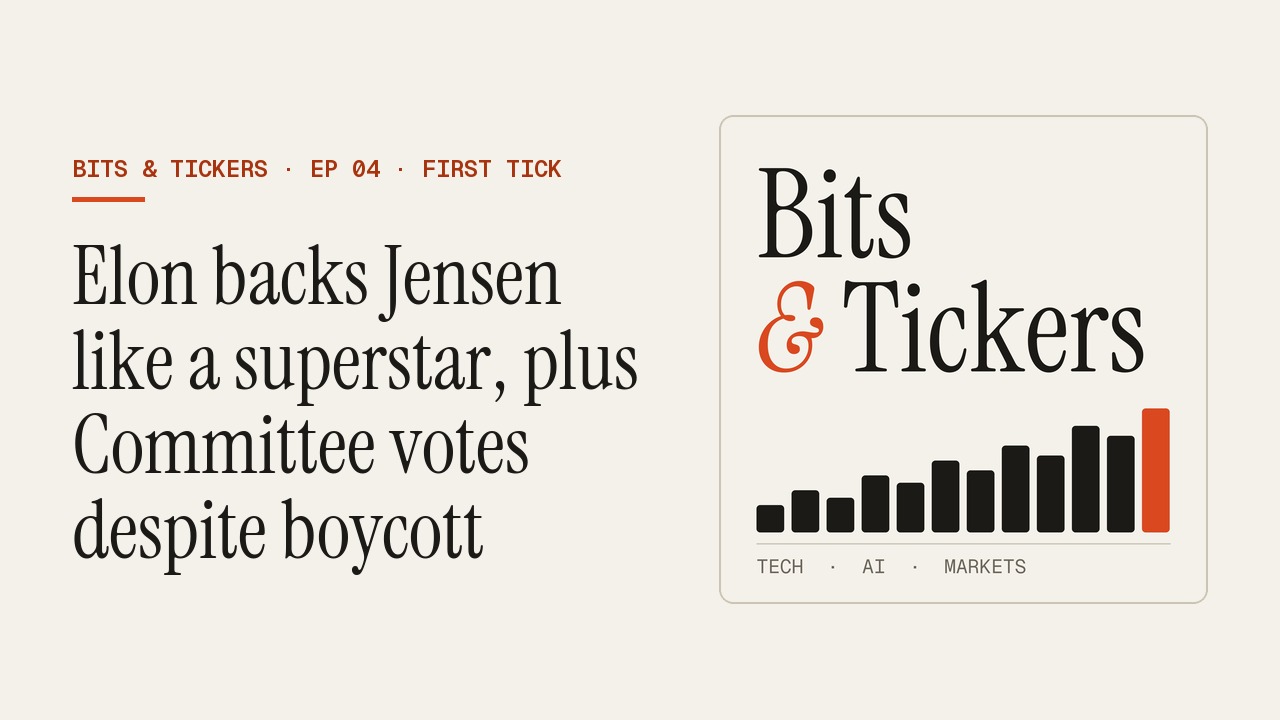 BITS & TICKERS · EP 04 · FIRST TICK
Elon backs Jensen
like a superstar, plus
Committee votes
despite boycott
Bits
& Tickers
TECH · AI · MARKETS